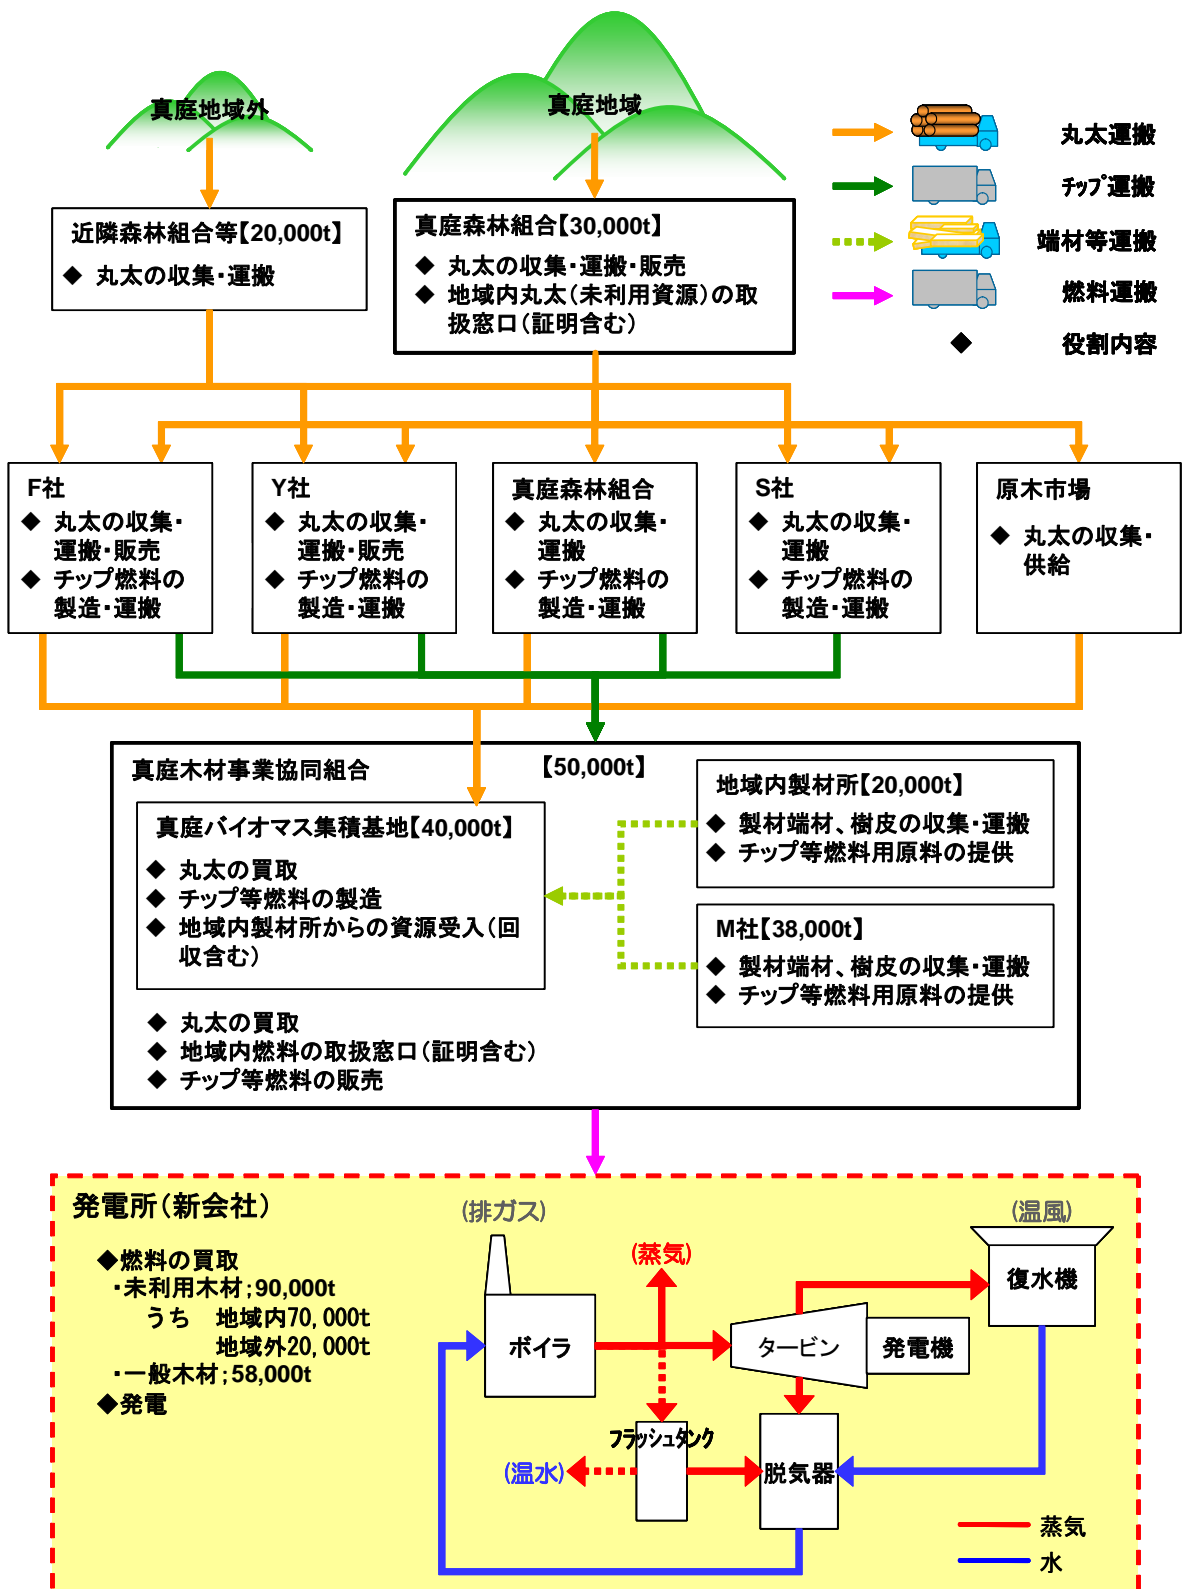 真庭地域外
真庭地域
丸太運搬
チップ運搬
端材等運搬
燃料運搬
◆ 役割内容
近隣森林組合等【20,000t】
◆ 丸太の収集・運搬
真庭森林組合【30,000t】
◆ 丸太の収集・運搬・販売
◆ 地域内丸太（未利用資源）の取
扱窓口（証明含む）
F社
◆ 丸太の収集・
運搬・販売
◆ チップ燃料の
製造・運搬
Y社
◆ 丸太の収集・
運搬・販売
◆ チップ燃料の
製造・運搬
真庭森林組合
◆ 丸太の収集・
運搬
◆ チップ燃料の
製造・運搬
S社
◆ 丸太の収集・
運搬
◆ チップ燃料の
製造・運搬
原木市場
◆ 丸太の収集・
供給
真庭木材事業協同組合
【50,000t】
真庭バイオマス集積基地【40,000t】
◆ 丸太の買取
◆ チップ等燃料の製造
◆ 地域内製材所からの資源受入（回
収含む）
地域内製材所【20,000t】
◆ 製材端材、樹皮の収集・運搬
◆ チップ等燃料用原料の提供
M社【38,000t】
◆ 製材端材、樹皮の収集・運搬
◆ チップ等燃料用原料の提供
◆ 丸太の買取
◆ 地域内燃料の取扱窓口（証明含む）
◆ チップ等燃料の販売
発電所（新会社）
◆燃料の買取
・未利用木材；90,000t
うち 地域内70,000t
地域外20,000t
・一般木材；58,000t
◆発電
(排ガス)
(蒸気)
(温風)
復水機
ボイラ
タービン
発電機
フラッシュタンク
(温水)
脱気器
蒸気
水